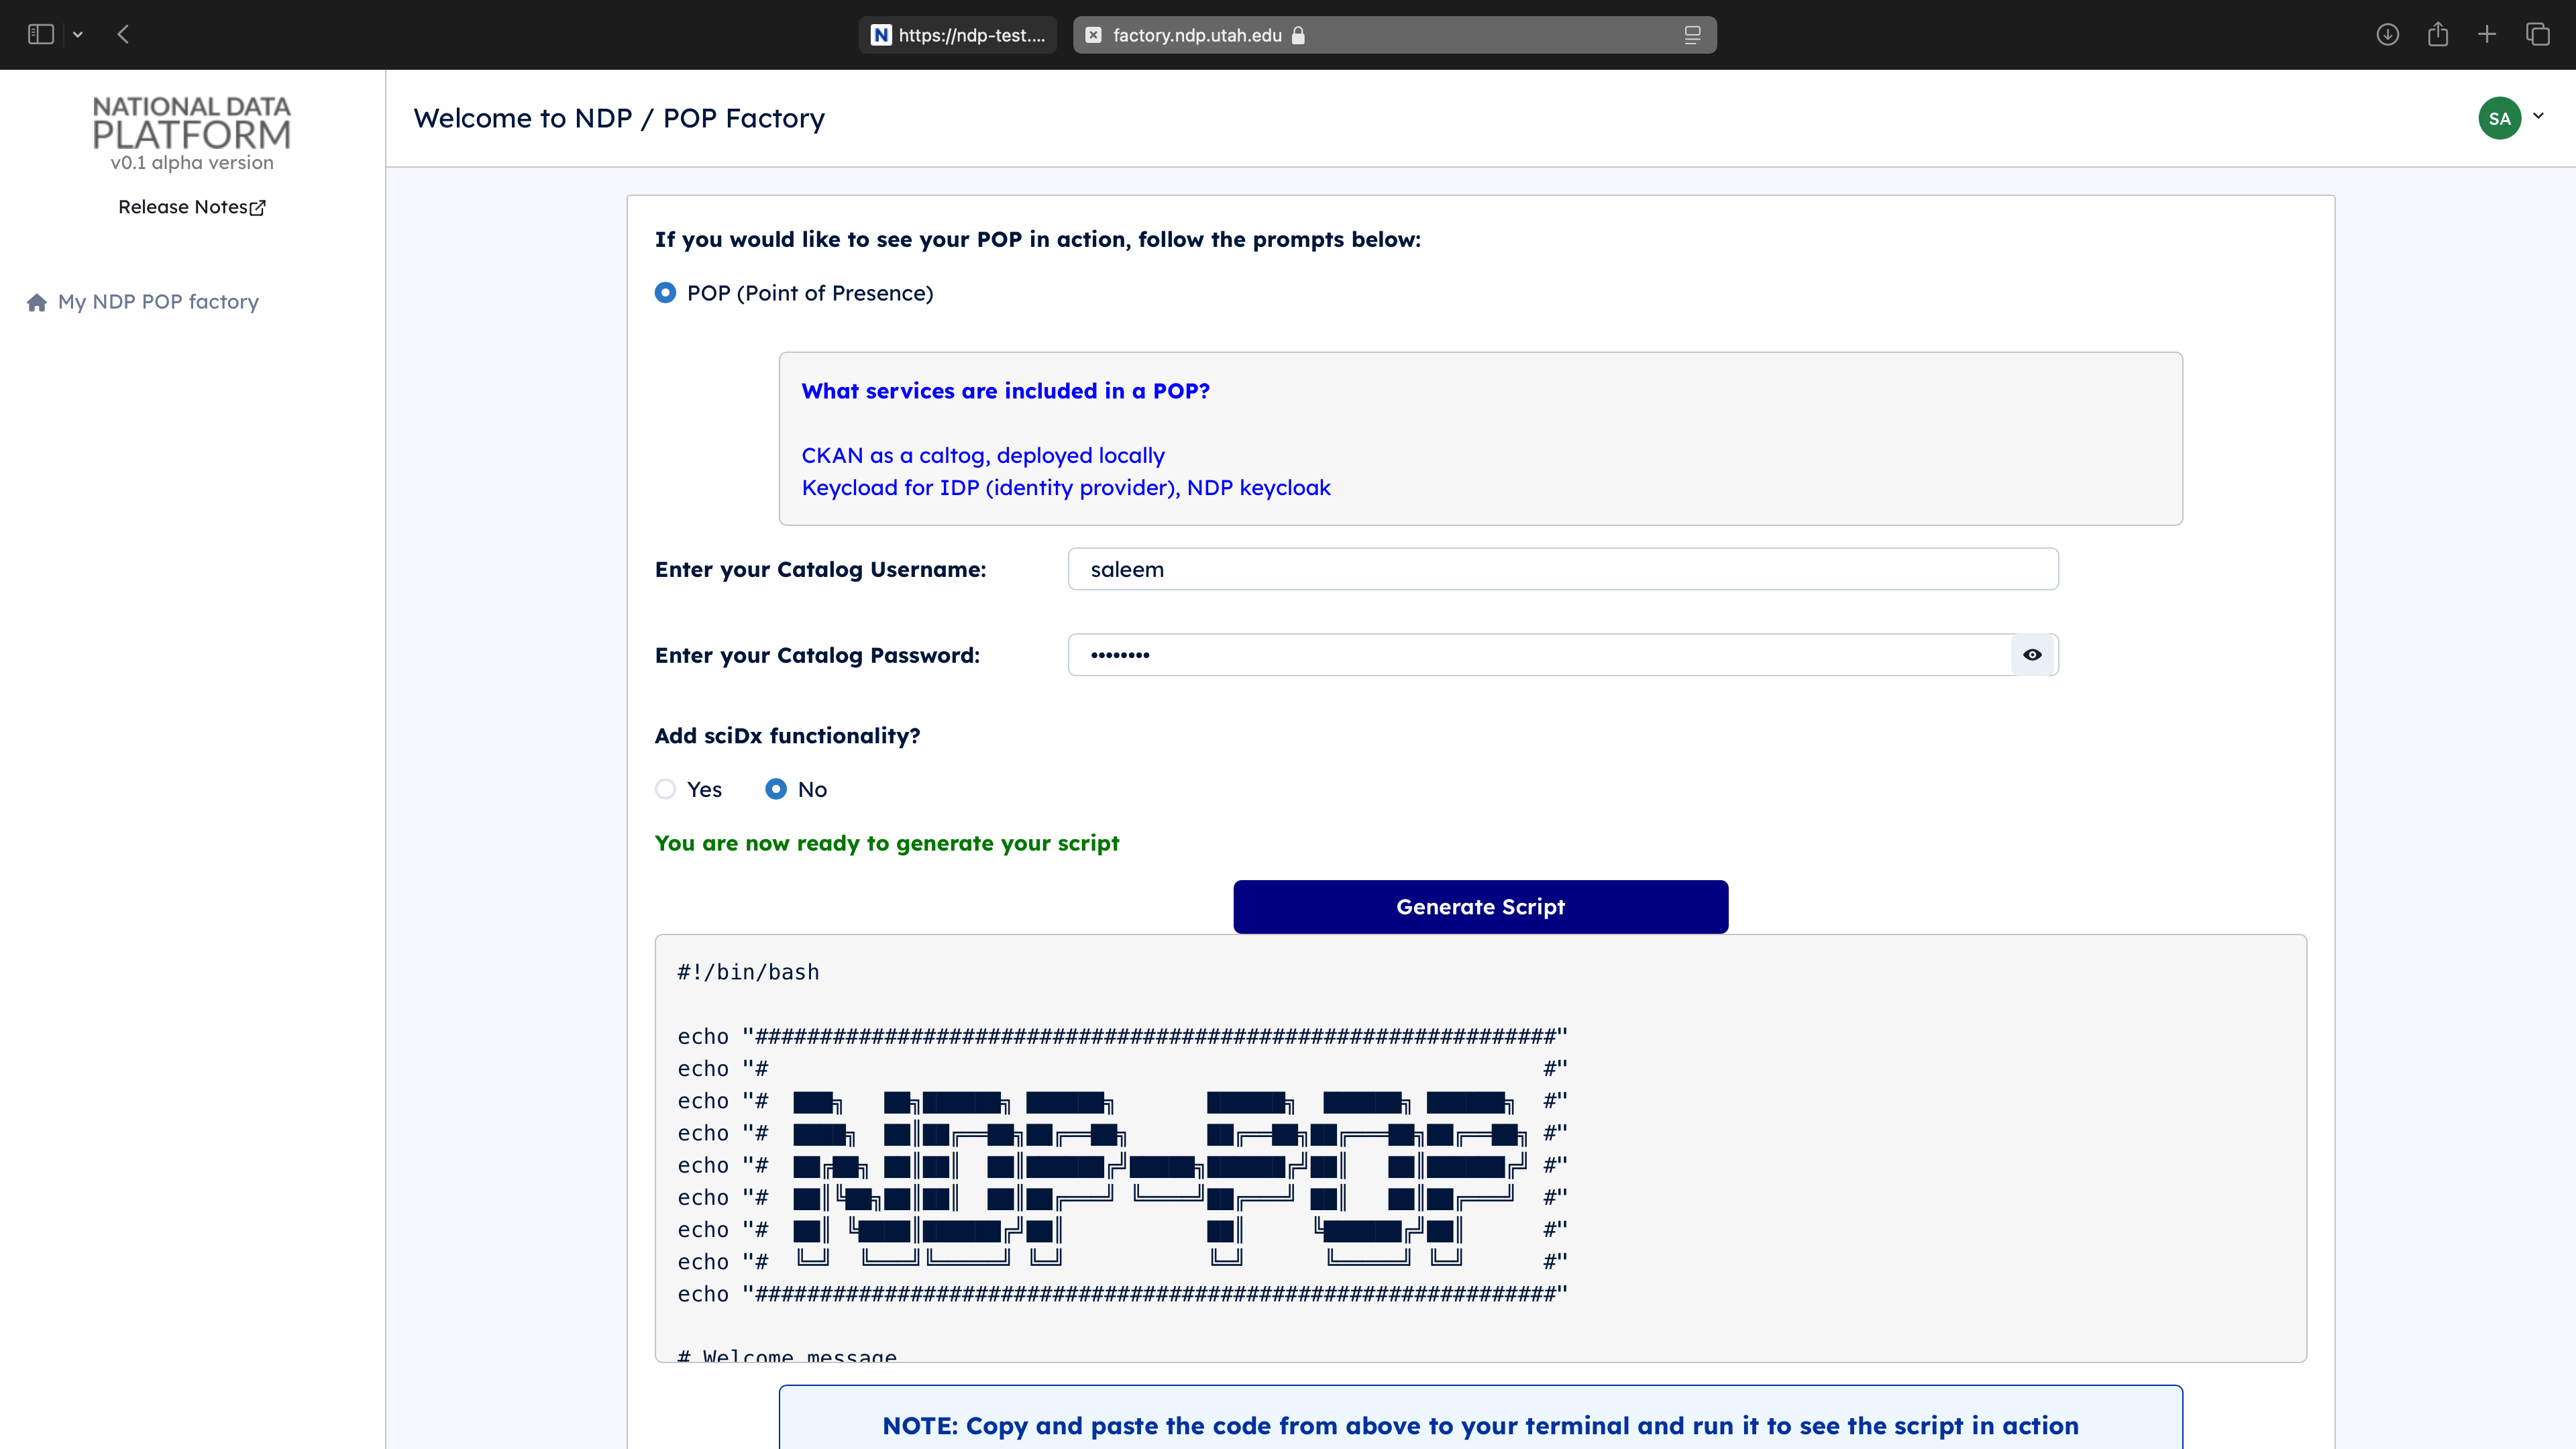 https://ndp-test....
factory.ndp.utah.edu
NATIONAL DATA
PLATFORM
v0.1 alpha version
Release Notes
My NDP POP factory
Welcome to NDP / POP Factory
SA
If you would like to see your POP in action, follow the prompts below:
POP (Point of Presence)
What services are included in a POP?
CKAN as a caltog, deployed locally
Keycload for IDP (identity provider), NDP keycloak
Enter your Catalog Username:
saleem
Enter your Catalog Password:
••••••••
Add sciDx functionality?
Yes No
You are now ready to generate your script
Generate Script
#!/bin/bash
echo "##############################################################"
echo "#                                                            #"
echo "#  ███╗   ██╗██████╗ ██████╗       ██████╗  ██████╗ ██████╗  #"
echo "#  ████╗  ██║██╔══██╗██╔══██╗      ██╔══██╗██╔═══██╗██╔══██╗ #"
echo "#  ██╔██╗ ██║██║  ██║██████╔╝█████╗██████╔╝██║   ██║██████╔╝ #"
echo "#  ██║╚██╗██║██║  ██║██╔═══╝ ╚════╝██╔═══╝ ██║   ██║██╔═══╝  #"
echo "#  ██║ ╚████║██████╔╝██║           ██║     ╚██████╔╝██║      #"
echo "#  ╚═╝  ╚═══╝╚═════╝ ╚═╝           ╚═╝      ╚═════╝ ╚═╝      #"
echo "##############################################################"
# Welcome message
NOTE: Copy and paste the code from above to your terminal and run it to see the script in action